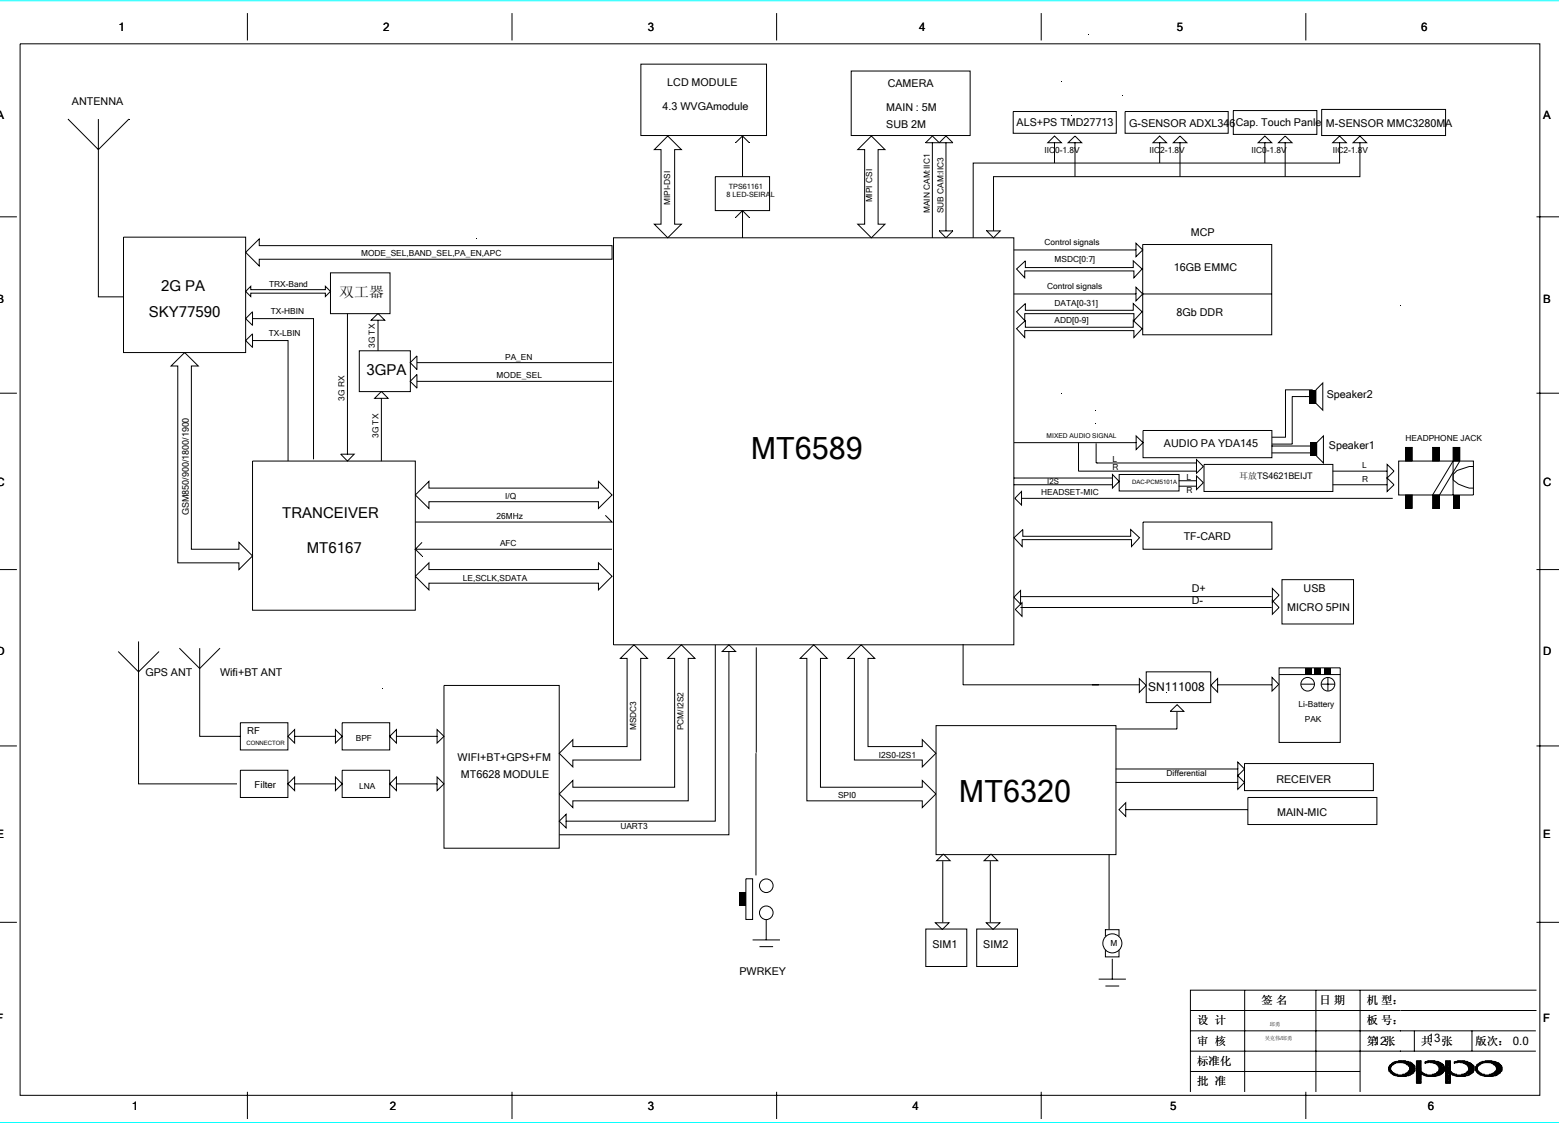 1 2 3 4 5 6
A
A
ANTENNA
LCD MODULE
4.3 WVGAmodule
CAMERA
MAIN : 5M
SUB 2M
ALS+PS TMD27713
G-SENSOR ADXL346
Cap. Touch Panle
M-SENSOR MMC3280MA
IIC0-1.8V
IIC2-1.8V
IIC0-1.8V
IIC2-1.8V
MIPI-DSI
TPS61161
8 LED-SEIRAL
MIPI CSI
MAIN CAM:IIC1
SUB CAM:IIC3
B
B
2G PA
SKY77590
MODE_SEL,BAND_SEL,PA_EN,APC
TRX-Band
双工器
TX-HBIN
TX-LBIN
3G TX
3GPA
3G RX
3G TX
PA_EN
MODE_SEL
GSM850/900/1800/1900
MCP
Control signals
MSDC[0:7]
16GB EMMC
Control signals
DATA[0-31]
ADD[0-9]
8Gb DDR
MT6589
C
C
TRANCEIVER
MT6167
I/Q
26MHz
AFC
LE,SCLK,SDATA
Speaker2
MIXED AUDIO SIGNAL
AUDIO PA YDA145
Speaker1
HEADPHONE JACK
L
R
I2S
DAC-PCM5101A
L
R
耳放TS4621BEIJT
L
R
HEADSET-MIC
TF-CARD
D
D
D+
D-
USB
MICRO 5PIN
GPS ANT
Wifi+BT ANT
RF
CONNECTOR
BPF
Filter
LNA
WIFI+BT+GPS+FM
MT6628 MODULE
MSDC3
PCM/I2S2
UART3
SN111008
Li-Battery
PAK
I2S0-I2S1
SPI0
MT6320
Differential
RECEIVER
MAIN-MIC
E
E
PWRKEY
SIM1
SIM2
M
F
F
签 名 日 期 机 型:
设 计 板 号:
审 核 第12张 共13张 版次: 0.0
标准化
批 准
oppo
1 2 3 4 5 6